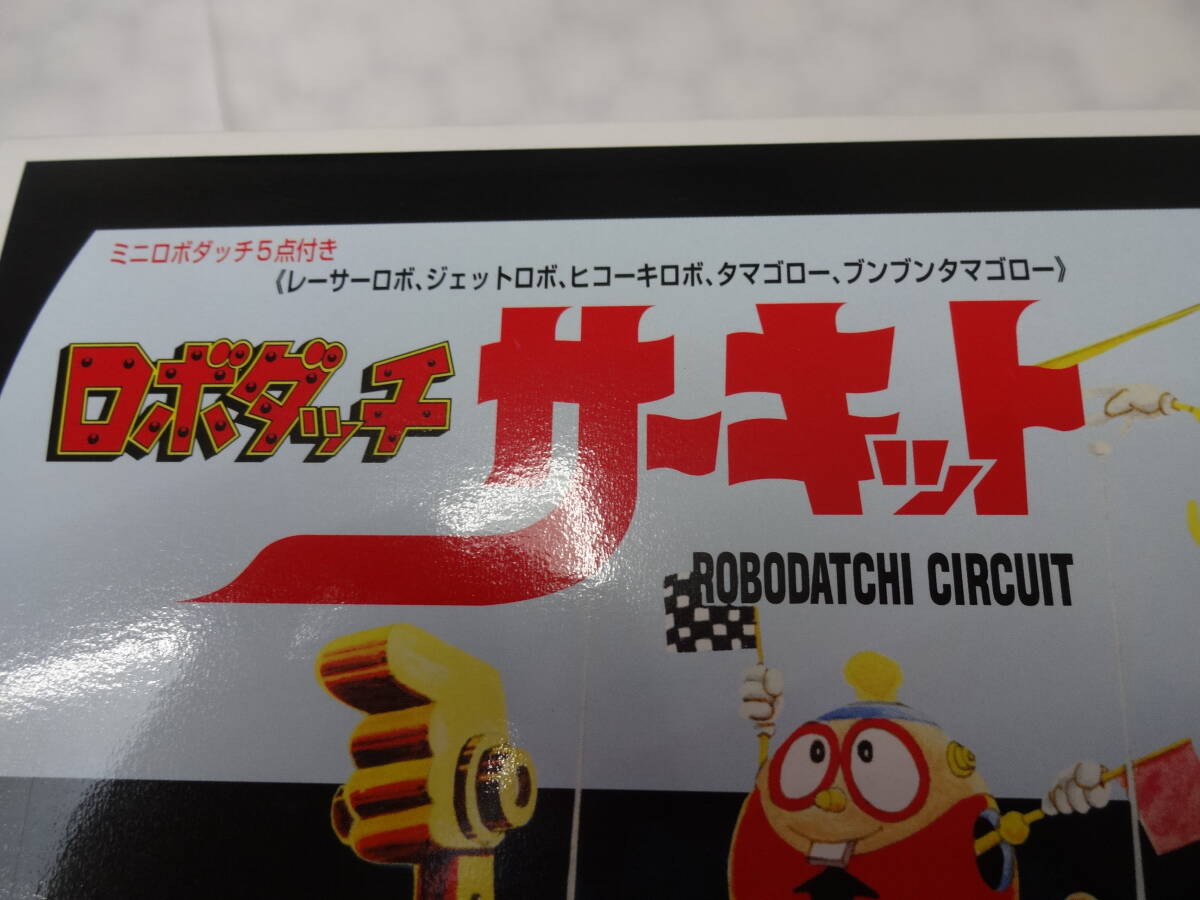 ミニロボダッチ5点付き
《レーサーロボ、ジェットロボ、ヒコーキロボ、タマゴロー、ブンブンタマゴロー》
ロボダッチ サーキット
ROBODATCHI CIRCUIT